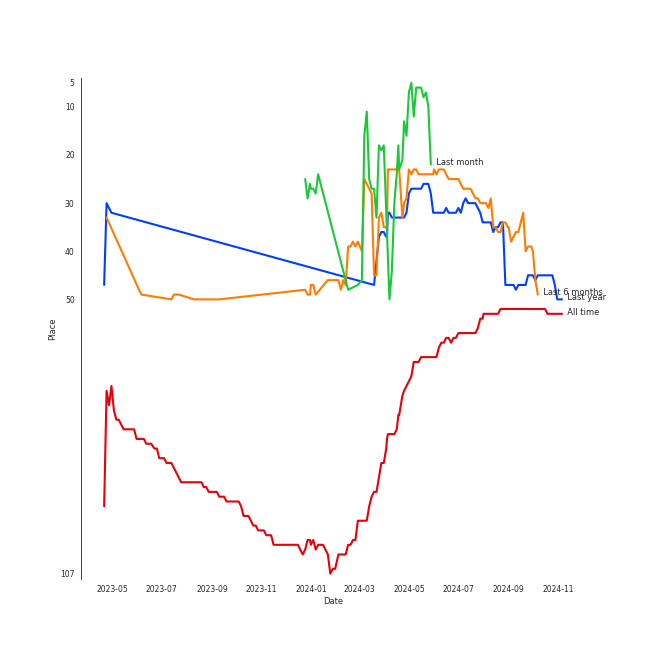 5
10
20
30
40
50
107
Place
Last month
Last 6 months
Last year
All time
2023-05
2023-07
2023-09
2023-11
2024-01
2024-03
2024-05
2024-07
2024-09
2024-11
Date